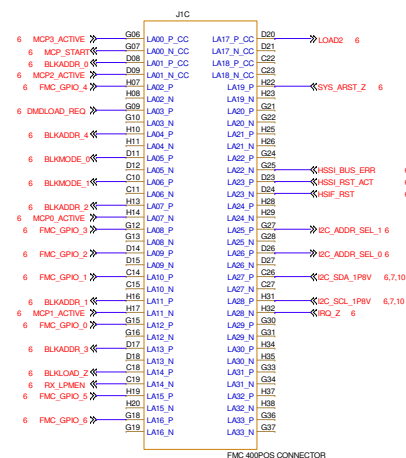 J1C
6 MCP3_ACTIVE G06 LA00_P_CC LA17_P_CC D20 LOAD2 6
6 MCP_START G07 LA00_N_CC LA17_N_CC D21
6 BLKADDR_0 D08 LA01_P_CC LA18_P_CC C22
6 MCP2_ACTIVE D09 LA01_N_CC LA18_N_CC C23
6 FMC_GPIO_4 H07 LA02_P LA19_P H22 SYS_ARST_Z 6
H08 LA02_N LA19_N H23
6 DMDLOAD_REQ G09 LA03_P LA20_P G21
G10 LA03_N LA20_N G22
6 BLKADDR_4 H10 LA04_P LA21_P H25
H11 LA04_N LA21_N H26
6 BLKMODE_0 D11 LA05_P LA22_P G24
D12 LA05_N LA22_N G25 HSSI_BUS_ERR
6 BLKMODE_1 C10 LA06_P LA23_P D23 HSSI_RST_ACT
C11 LA06_N LA23_N D24 HSIF_RST
6 BLKADDR_2 H13 LA07_P LA24_P H28
6 MCP0_ACTIVE H14 LA07_N LA24_N H29
6 FMC_GPIO_3 G12 LA08_P LA25_P G27 I2C_ADDR_SEL_1 6
G13 LA08_N LA25_N G28
6 FMC_GPIO_2 D14 LA09_P LA26_P D26 I2C_ADDR_SEL_0 6
D15 LA09_N LA26_N D27
6 FMC_GPIO_1 C14 LA10_P LA27_P C26 I2C_SDA_1P8V 6,7,10
C15 LA10_N LA27_N C27
6 BLKADDR_1 H16 LA11_P LA28_P H31 I2C_SCL_1P8V 6,7,10
6 MCP1_ACTIVE H17 LA11_N LA28_N H32 IRQ_Z 6
6 FMC_GPIO_0 G15 LA12_P LA29_P G30
G16 LA12_N LA29_N G31
6 BLKADDR_3 D17 LA13_P LA30_P H34
D18 LA13_N LA30_N H35
6 BLKLOAD_Z C18 LA14_P LA31_P G33
6 RX_LPMEN C19 LA14_N LA31_N G34
6 FMC_GPIO_5 H19 LA15_P LA32_P H37
H20 LA15_N LA32_N H38
6 FMC_GPIO_6 G18 LA16_P LA33_P G36
G19 LA16_N LA33_N G37
FMC 400POS CONNECTOR